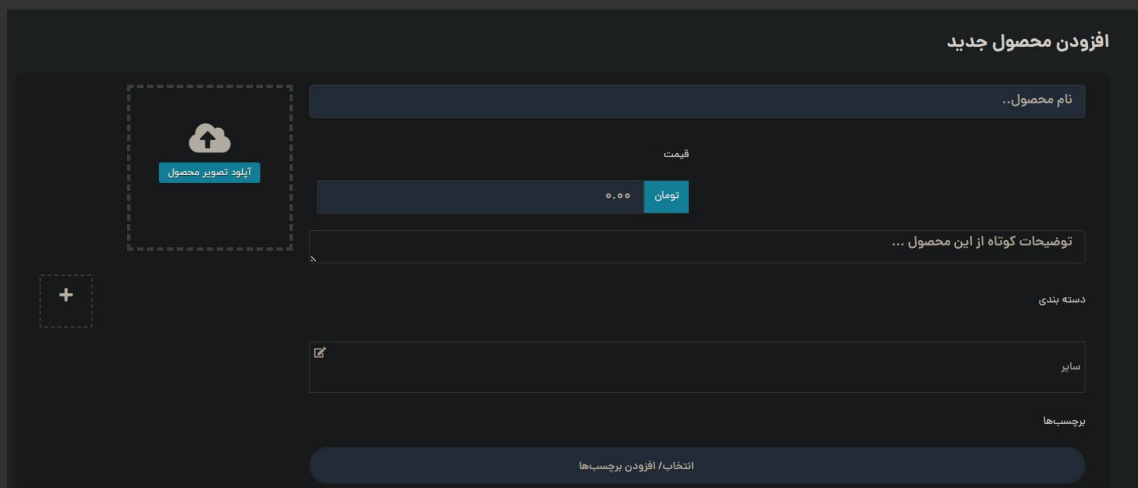 افزودن محصول جدید
نام محصول..
آپلود تصویر محصول
قیمت
تومان ۰.۰۰
توضیحات کوتاه از این محصول ...
دسته بندی
سایر
برچسب‌ها
انتخاب/ افزودن برچسب‌ها